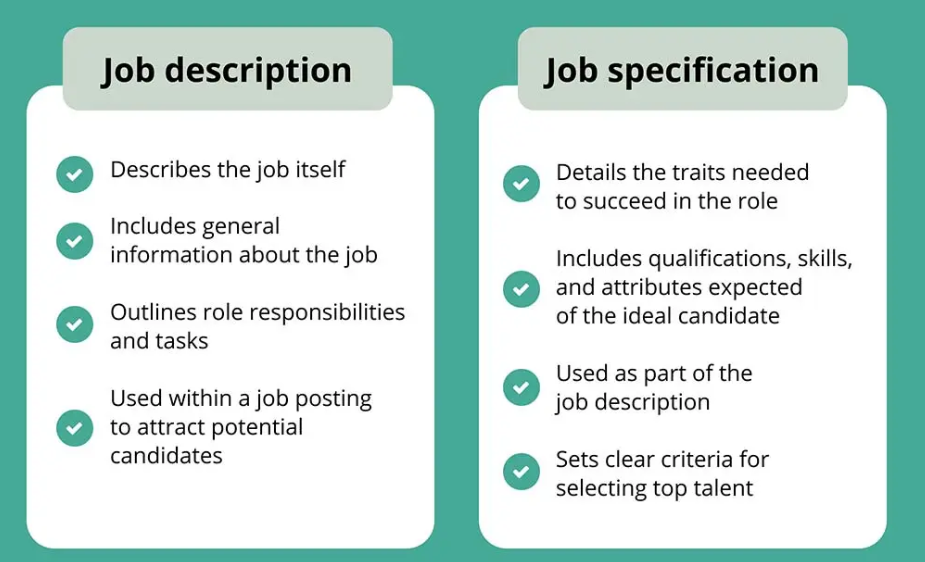 Job description
Describes the job itself
Includes general
information about the job
Outlines role responsibilities
and tasks
Used within a job posting
to attract potential
candidates
Job specification
Details the traits needed
to succeed in the role
Includes qualifications, skills,
and attributes expected
of the ideal candidate
Used as part of the
job description
Sets clear criteria for
selecting top talent